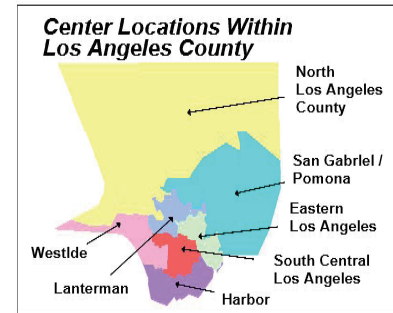 Center Locations Within
Los Angeles County
North
Los Angeles
County
San Gabrlel /
Pomona
Eastern
Los Angeles
WestIde
South Central
Los Angeles
Lanterman
Harbor